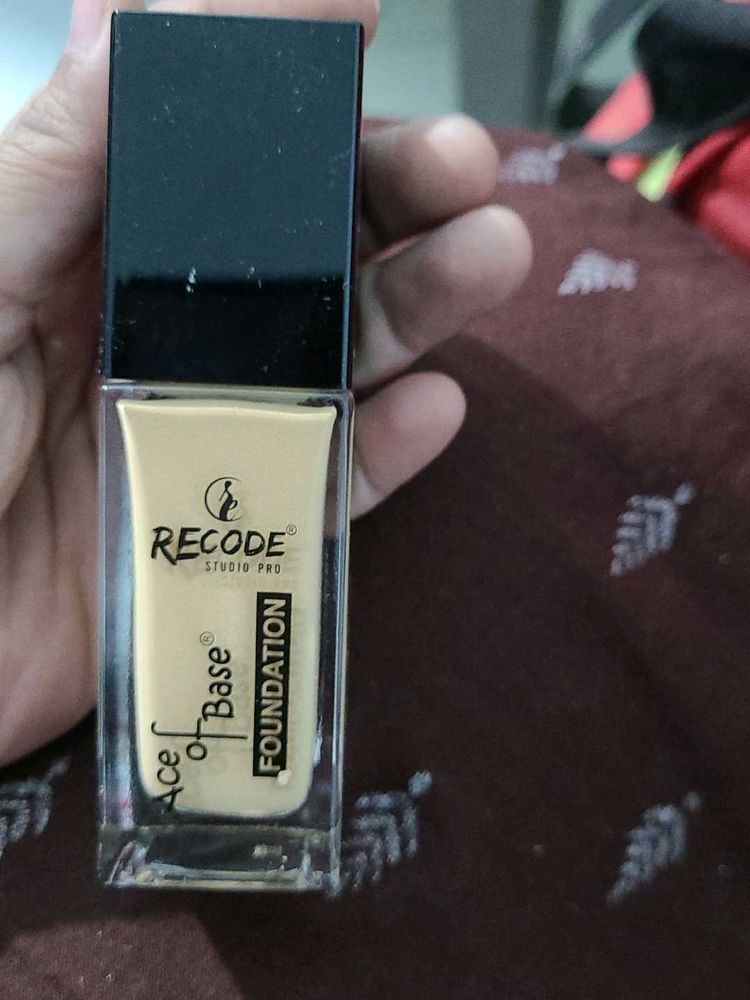 RECODE®
STUDIO PRO
Ace
of
Base®
FOUNDATION